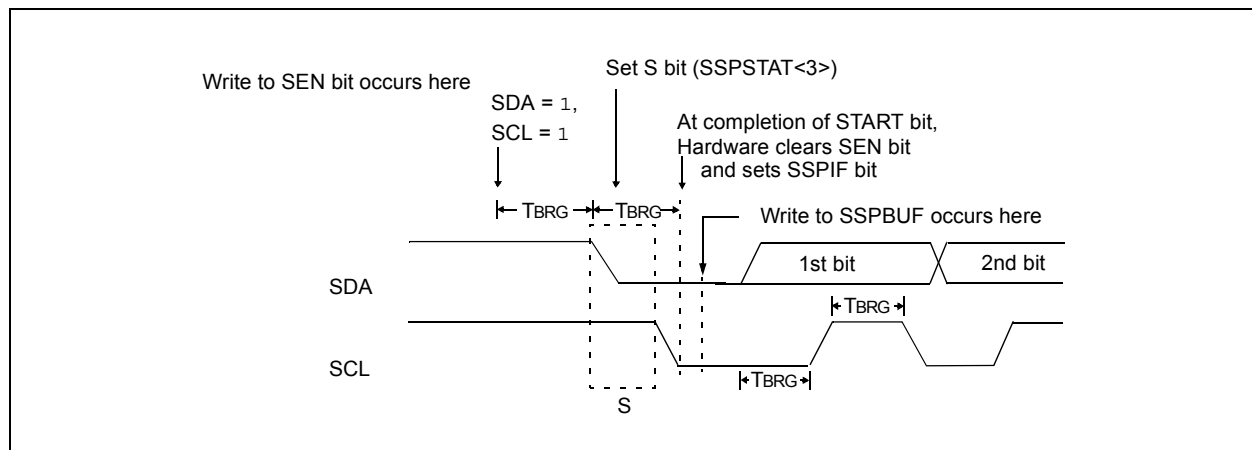 Write to SEN bit occurs here
Set S bit (SSPSTAT<3>)
SDA = 1,
SCL = 1
At completion of START bit,
Hardware clears SEN bit
and sets SSPIF bit
TBRG
TBRG
Write to SSPBUF occurs here
SDA
1st bit
2nd bit
TBRG
SCL
TBRG
S